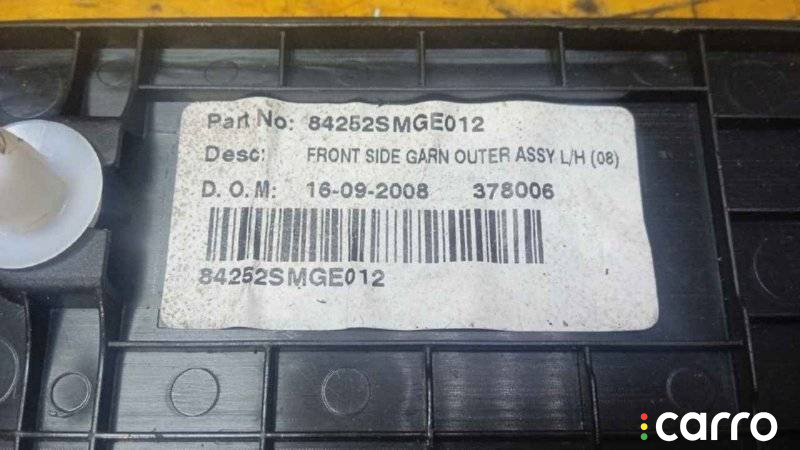 Part No: 84252SMGE012
Desc: FRONT SIDE GARN OUTER ASSY L/H (08)
D. O. M: 16-09-2008 378006
84252SMGE012
carro